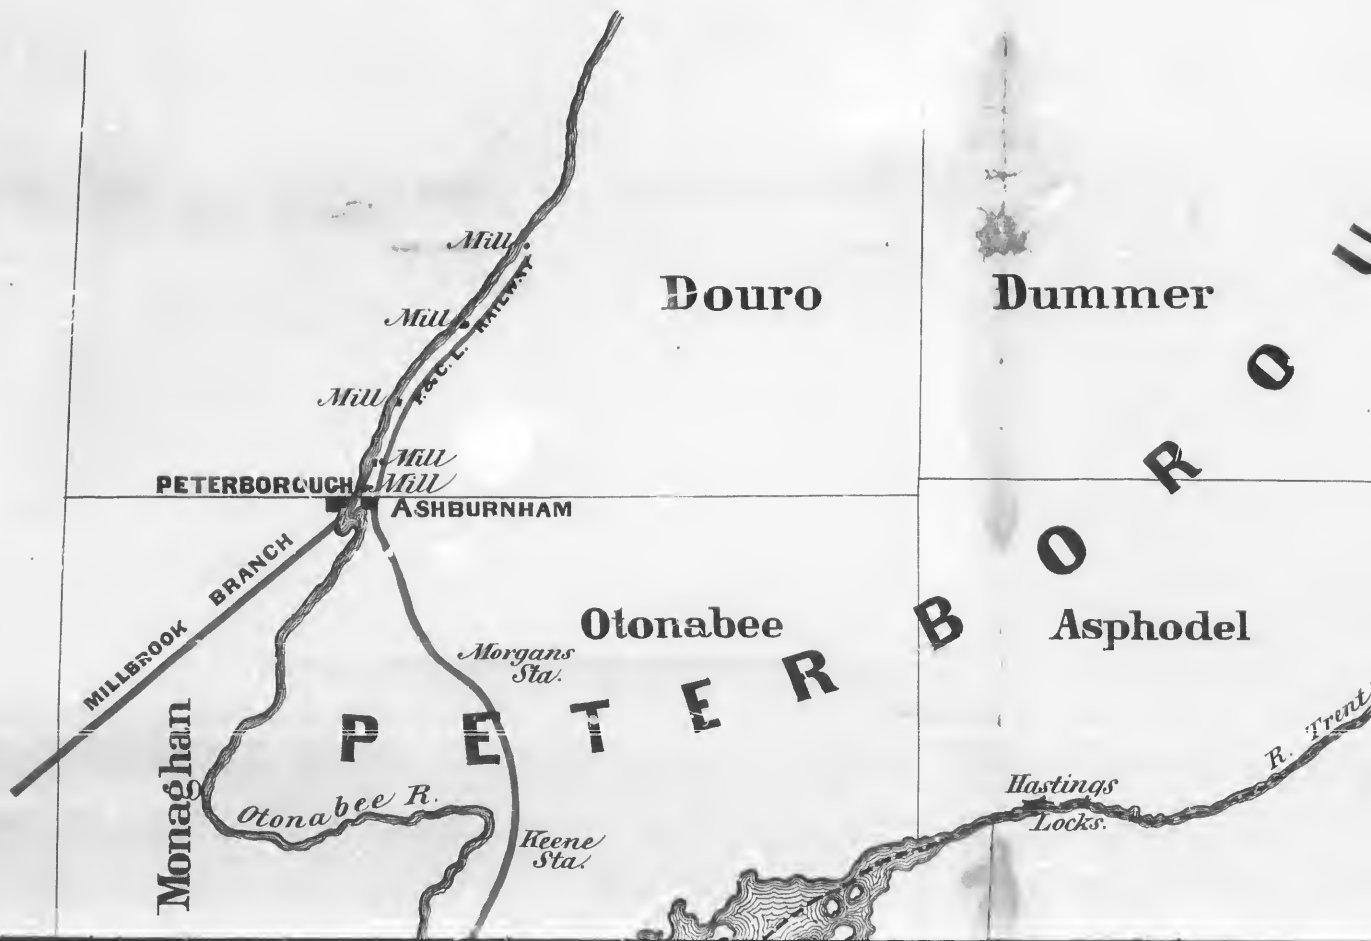 Mill
Mill
Mill
Mill
Mill
P. & C. L. RAILWAY
Douro
Dummer
PETERBOROUGH
ASHBURNHAM
MILLBROOK BRANCH
Otonabee
Asphodel
PETERBOROU
Morgans
Sta.
Monaghan
Otonabee R.
Keene
Sta.
Hastings
Locks.
R. Trent